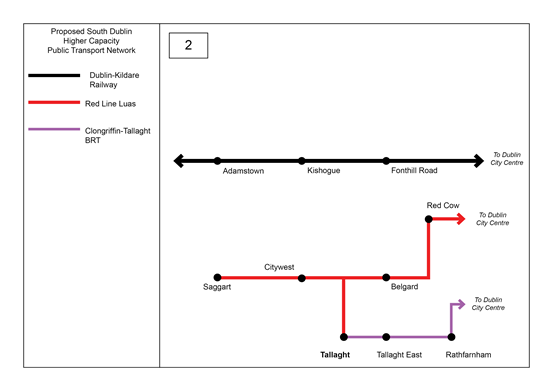 Proposed South Dublin
Higher Capacity
Public Transport Network
Dublin-Kildare
Railway
Red Line Luas
Clongriffin-Tallaght
BRT
2
To Dublin
City Centre
Adamstown
Kishogue
Fonthill Road
Red Cow
To Dublin
City Centre
Citywest
Saggart
Belgard
To Dublin
City Centre
Tallaght
Tallaght East
Rathfarnham